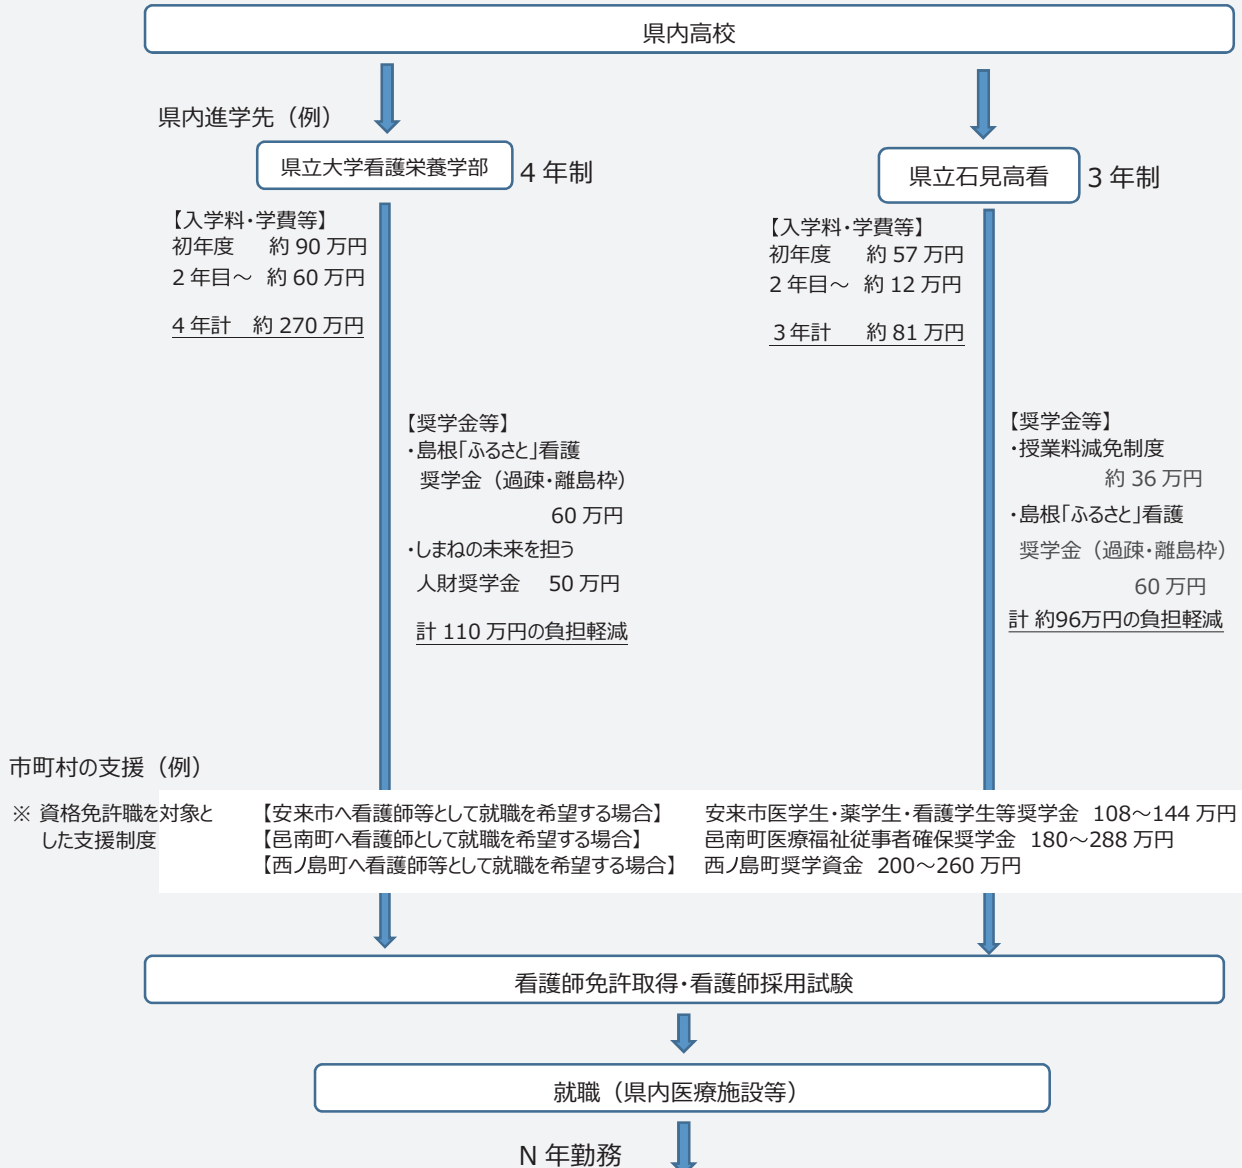 県内高校
県内進学先（例）
県立大学看護栄養学部 4年制
【入学料・学費等】
初年度 約 90 万円
2 年目～ 約 60 万円
4 年計 約 270 万円
【奨学金等】
・島根「ふるさと」看護
奨学金（過疎・離島枠）
60 万円
・しまねの未来を担う
人財奨学金 50 万円
計 110 万円の負担軽減
県立石見高看 3年制
【入学料・学費等】
初年度 約 57 万円
2 年目～ 約 12 万円
3 年計 約 81 万円
【奨学金等】
・授業料減免制度
約 36 万円
・島根「ふるさと」看護
奨学金（過疎・離島枠）
60 万円
計 約96万円の負担軽減
市町村の支援（例）
※ 資格免許職を対象と
した支援制度
【安来市へ看護師等として就職を希望する場合】 安来市医学生・薬学生・看護学生等奨学金 108～144 万円
【邑南町へ看護師として就職を希望する場合】 邑南町医療福祉従事者確保奨学金 180～288 万円
【西ノ島町へ看護師等として就職を希望する場合】 西ノ島町奨学資金 200～260 万円
看護師免許取得・看護師採用試験
就職（県内医療施設等）
N 年勤務